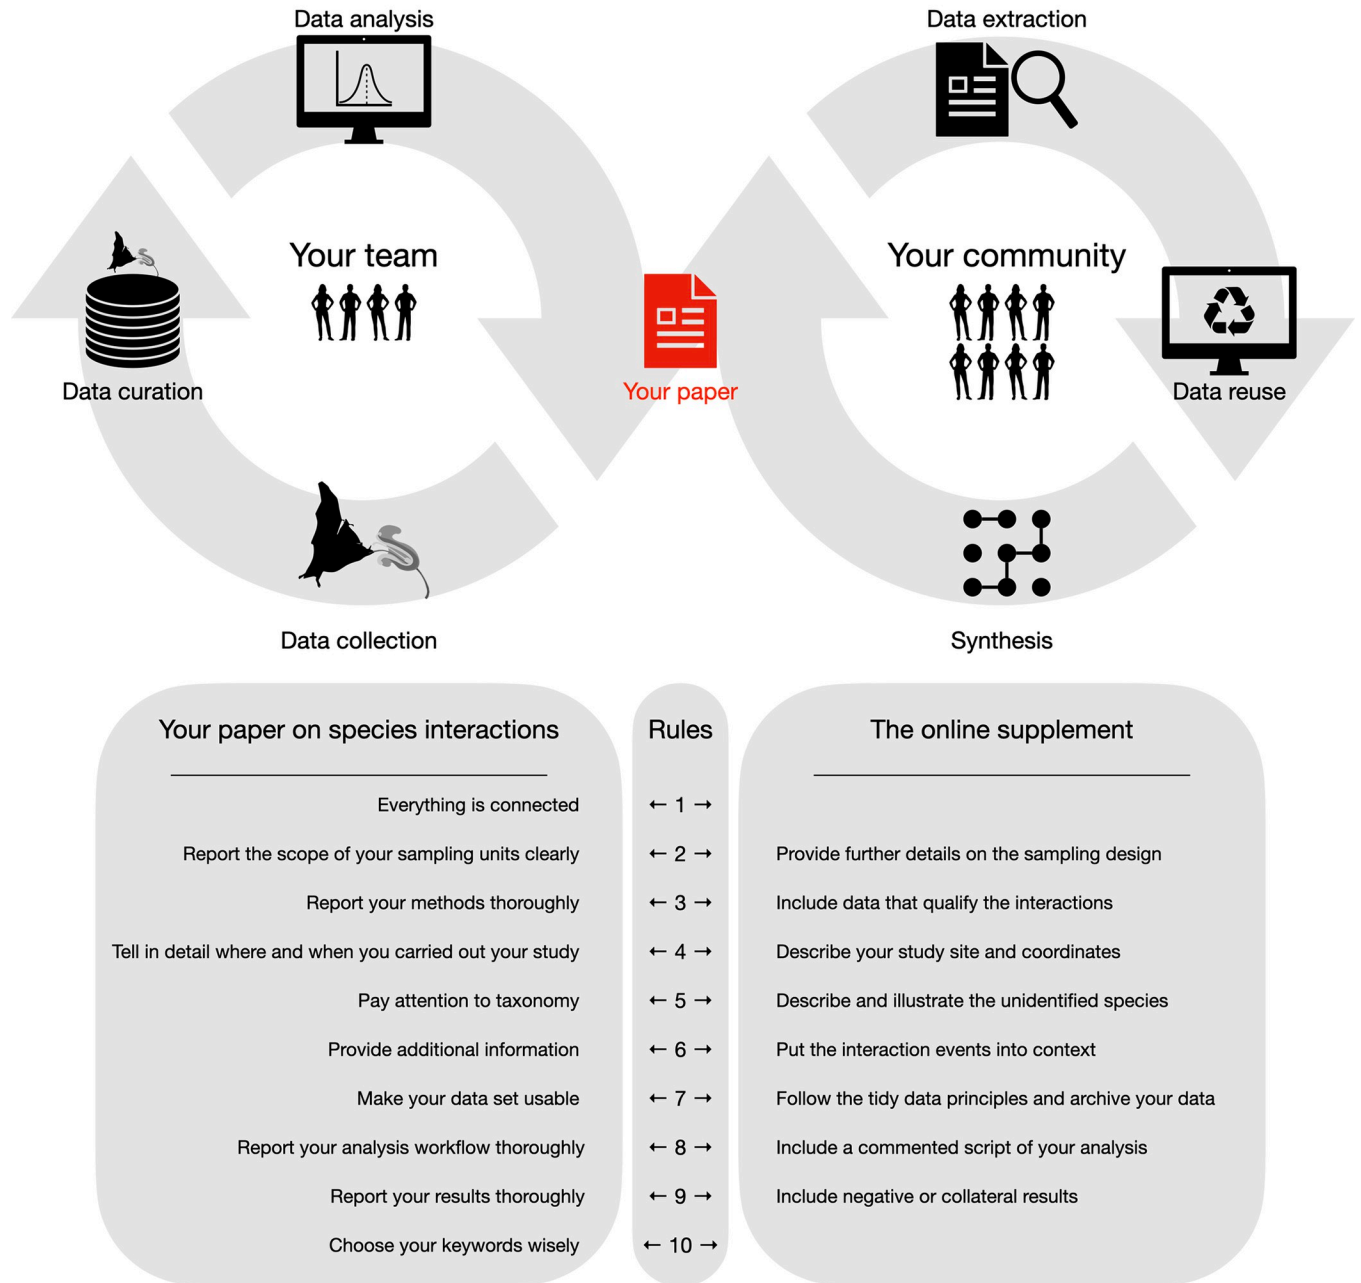 Data analysis
Data extraction
Your team
Your community
Data curation
Your paper
Data reuse
Data collection
Synthesis
Your paper on species interactions
Rules
The online supplement
Everything is connected
← 1 →
Report the scope of your sampling units clearly
← 2 →
Provide further details on the sampling design
Report your methods thoroughly
← 3 →
Include data that qualify the interactions
Tell in detail where and when you carried out your study
← 4 →
Describe your study site and coordinates
Pay attention to taxonomy
← 5 →
Describe and illustrate the unidentified species
Provide additional information
← 6 →
Put the interaction events into context
Make your data set usable
← 7 →
Follow the tidy data principles and archive your data
Report your analysis workflow thoroughly
← 8 →
Include a commented script of your analysis
Report your results thoroughly
← 9 →
Include negative or collateral results
Choose your keywords wisely
← 10 →